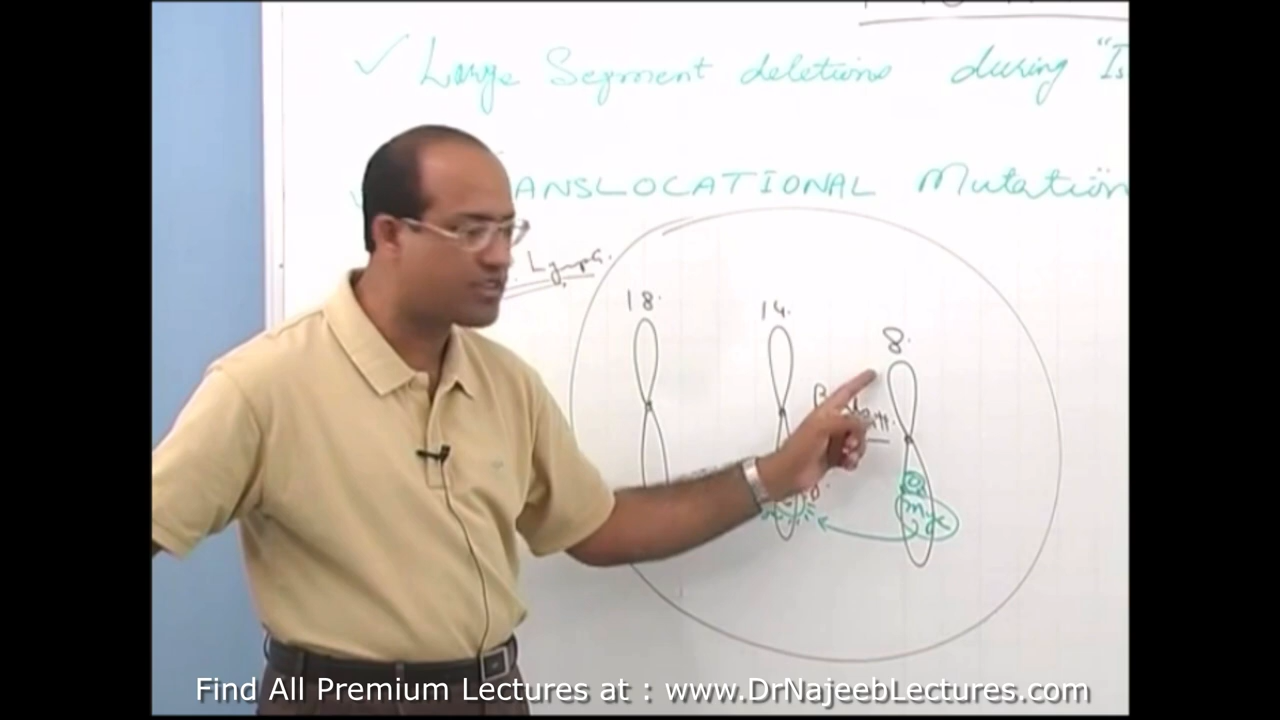 ✓ Large Segment deletions during "Is
ANSLOCATIONAL Mutation
Lymph.
18.
14.
8.
myc
Find All Premium Lectures at : www.DrNajeebLectures.com